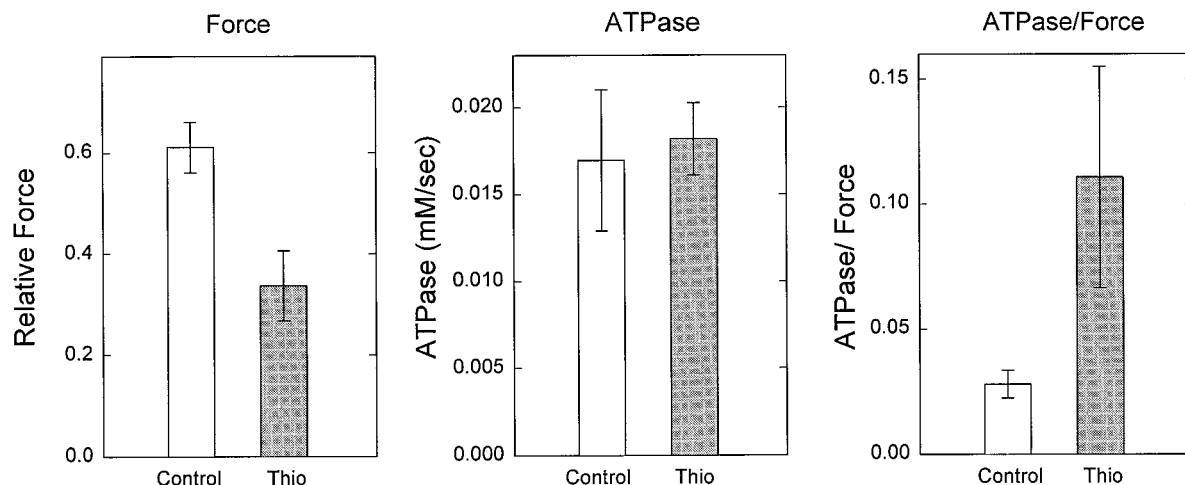 Force
ATPase
ATPase/Force
Relative Force
0.6
0.4
0.2
0.0
Control Thio
ATPase (mM/sec)
0.020
0.015
0.010
0.005
0.000
Control Thio
ATPase/ Force
0.15
0.10
0.05
0.00
Control Thio